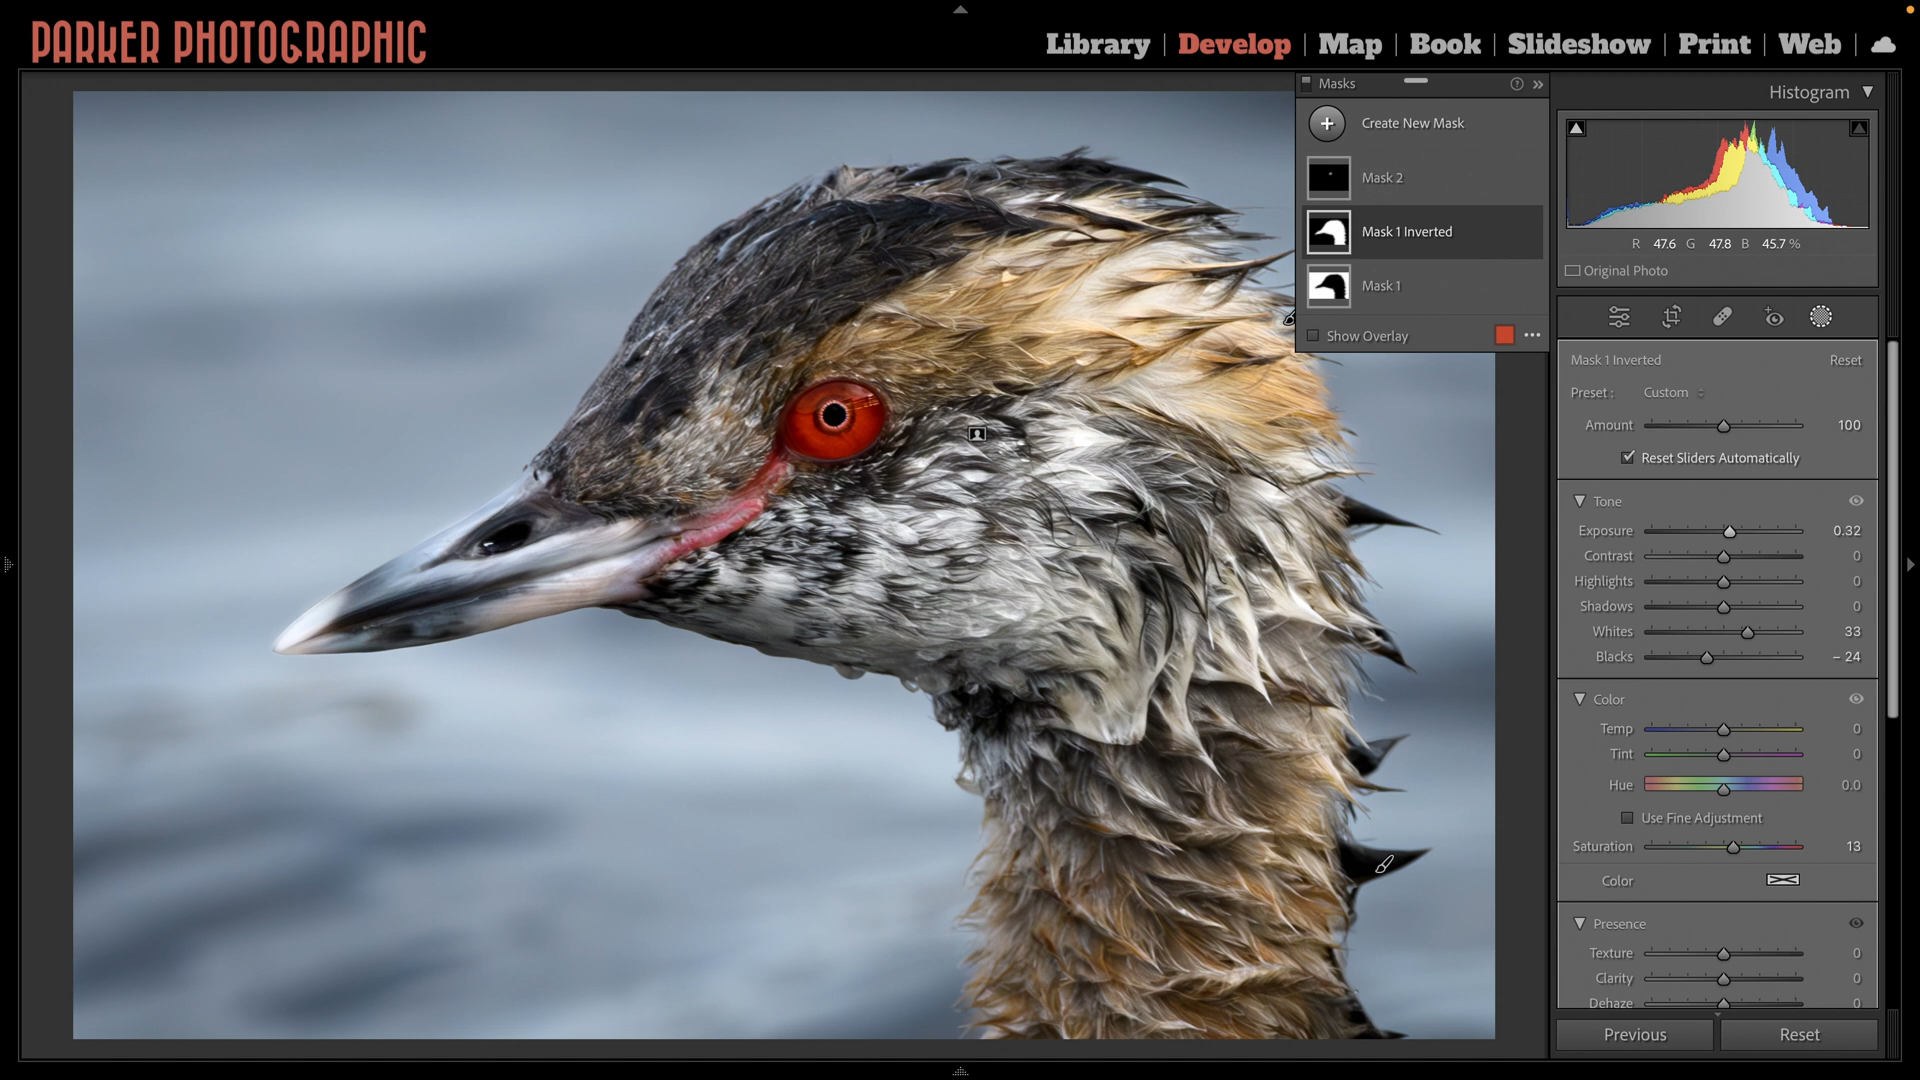 PARKER PHOTOGRAPHIC
Library | Develop | Map | Book | Slideshow | Print | Web |
Masks
Create New Mask
Mask 2
Mask 1 Inverted
Mask 1
Show Overlay
Histogram
R 47.6 G 47.8 B 45.7 %
Original Photo
Mask 1 Inverted Reset
Preset : Custom
Amount 100
Reset Sliders Automatically
Tone
Exposure 0.32
Contrast 0
Highlights 0
Shadows 0
Whites 33
Blacks – 24
Color
Temp 0
Tint 0
Hue 0.0
Use Fine Adjustment
Saturation 13
Color
Presence
Texture 0
Clarity 0
Dehaze 0
Previous Reset